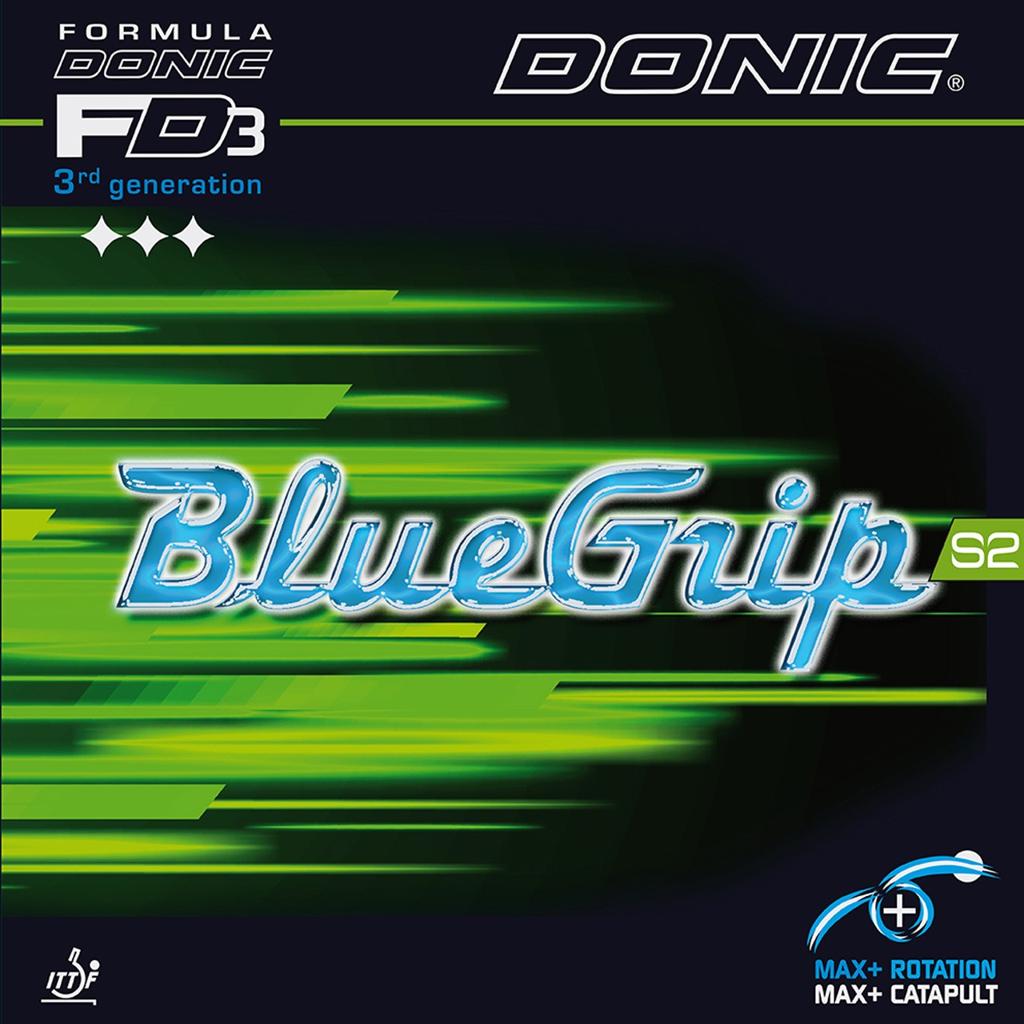 FORMULA
DONIC
FD3
3rd generation
DONIC®
BlueGrip
S2
ITTF
MAX+ ROTATION
MAX+ CATAPULT